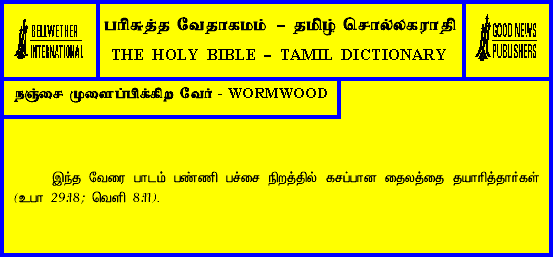 BELLWETHER
INTERNATIONAL
பரிசுத்த வேதாகமம் – தமிழ் சொல்லகராதி
THE HOLY BIBLE – TAMIL DICTIONARY
GOOD NEWS
PUBLISHERS
நஞ்சை முளைப்பிக்கிற வேர் - WORMWOOD
இந்த வேரை பாடம் பண்ணி பச்சை நிறத்தில் கசப்பான தைலத்தை தயாரித்தார்கள்
(உபா 29:18; வெளி 8:11).